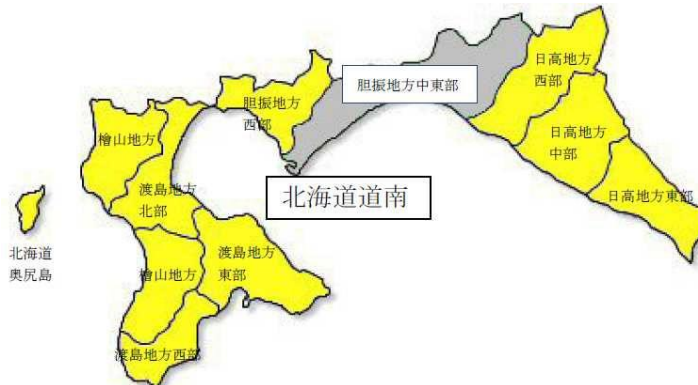 日高地方
西部
胆振地方中東部
胆振地方
西部
檜山地方
日高地方
中部
渡島地方
北部
北海道道南
日高地方東部
北海道
奥尻島
檜山地方
渡島地方
東部
渡島地方西部